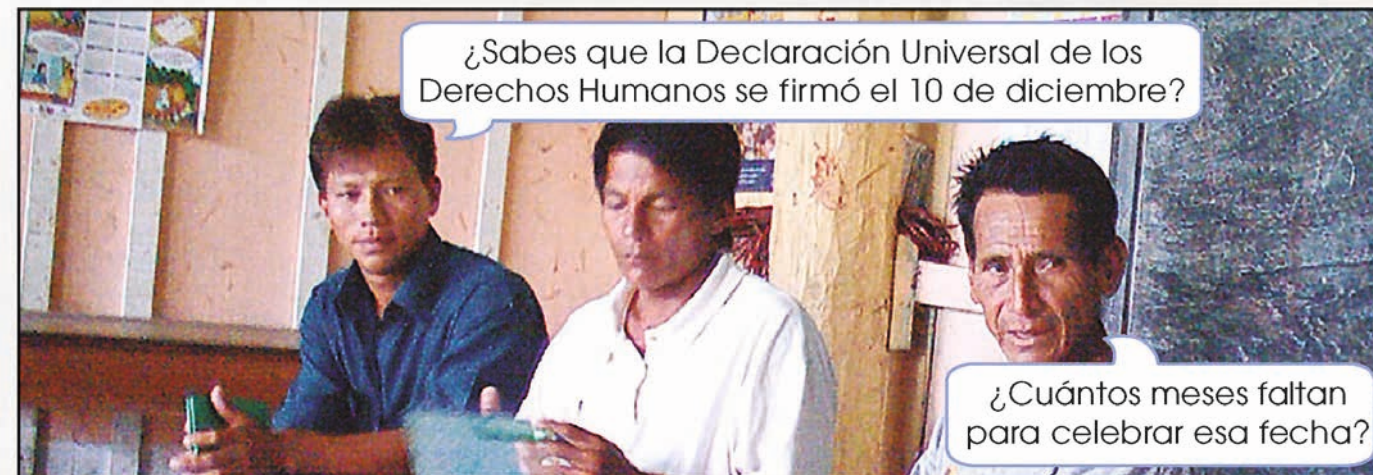 ¿Sabes que la Declaración Universal de los
Derechos Humanos se firmó el 10 de diciembre?
¿Cuántos meses faltan
para celebrar esa fecha?